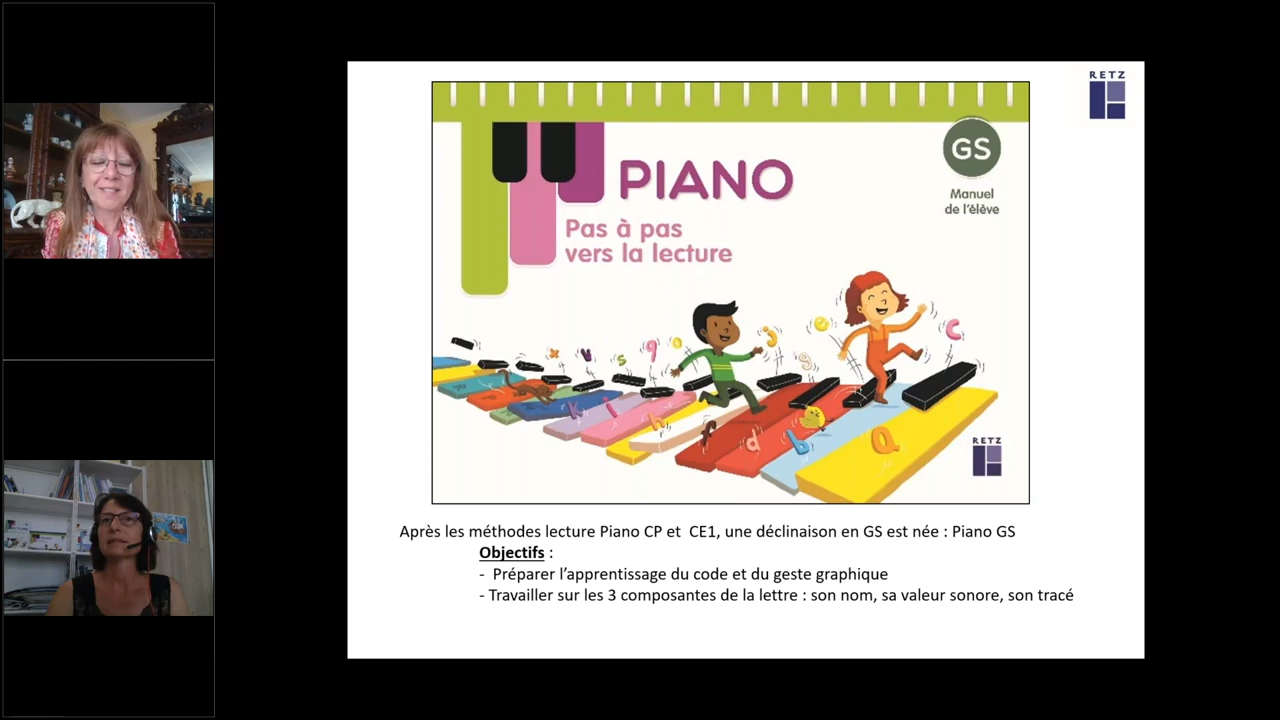 RETZ
PIANO
GS
Manuel
de l'élève
Pas à pas
vers la lecture
x v s q o j e g c
k i h f d b a
RETZ
Après les méthodes lecture Piano CP et CE1, une déclinaison en GS est née : Piano GS
Objectifs :
- Préparer l'apprentissage du code et du geste graphique
- Travailler sur les 3 composantes de la lettre : son nom, sa valeur sonore, son tracé